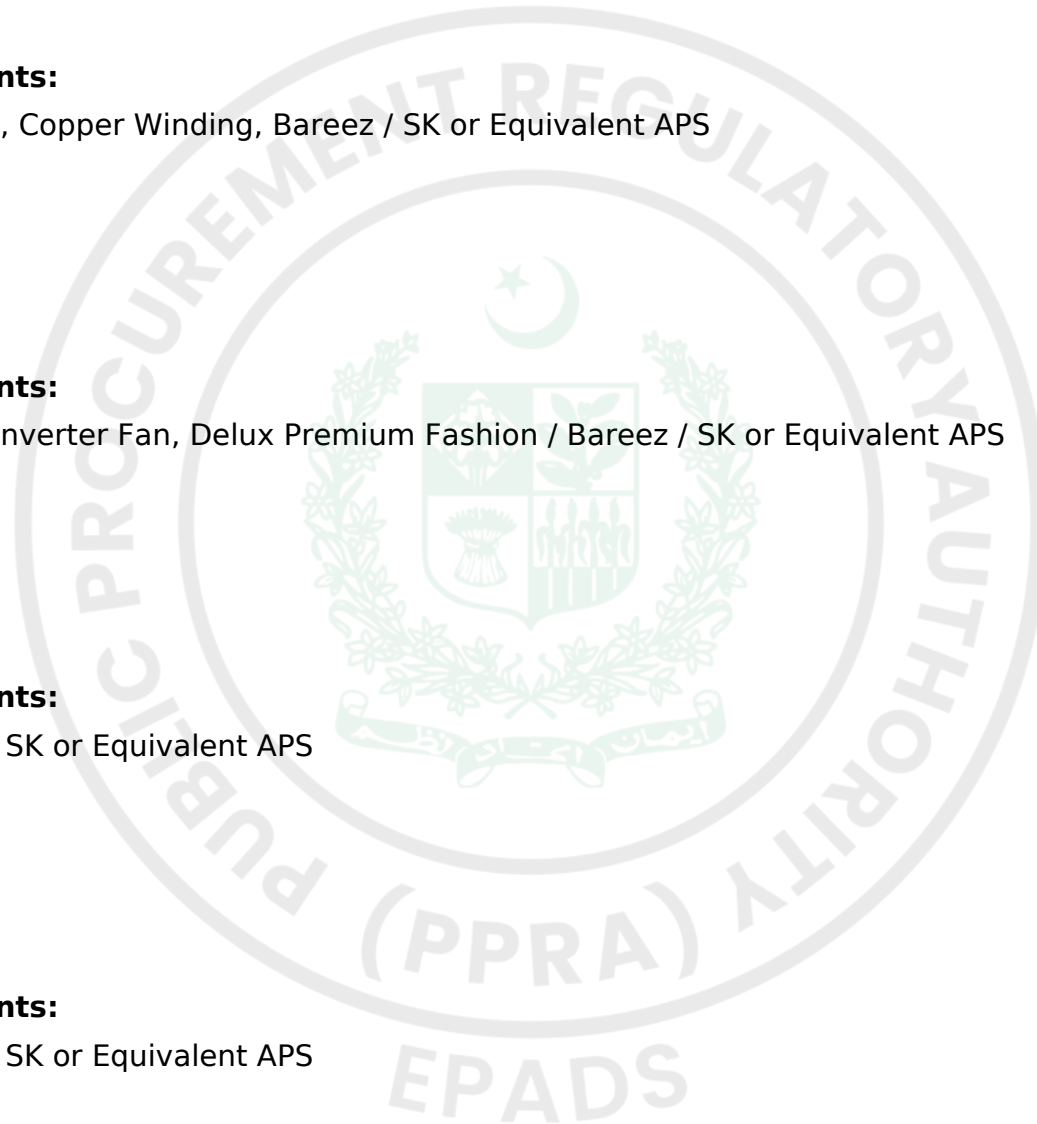 nts:
, Copper Winding, Bareez / SK or Equivalent APS
nts:
nverter Fan, Delux Premium Fashion / Bareez / SK or Equivalent APS
nts:
SK or Equivalent APS
nts:
SK or Equivalent APS
PUBLIC PROCUREMENT REGULATORY AUTHORITY
(PPRA)
EPADS